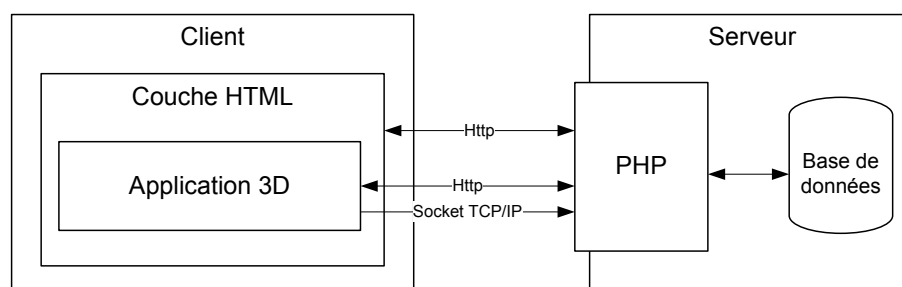 Client
Serveur
Couche HTML
Http
Application 3D
Http
Socket TCP/IP
PHP
Base de
données